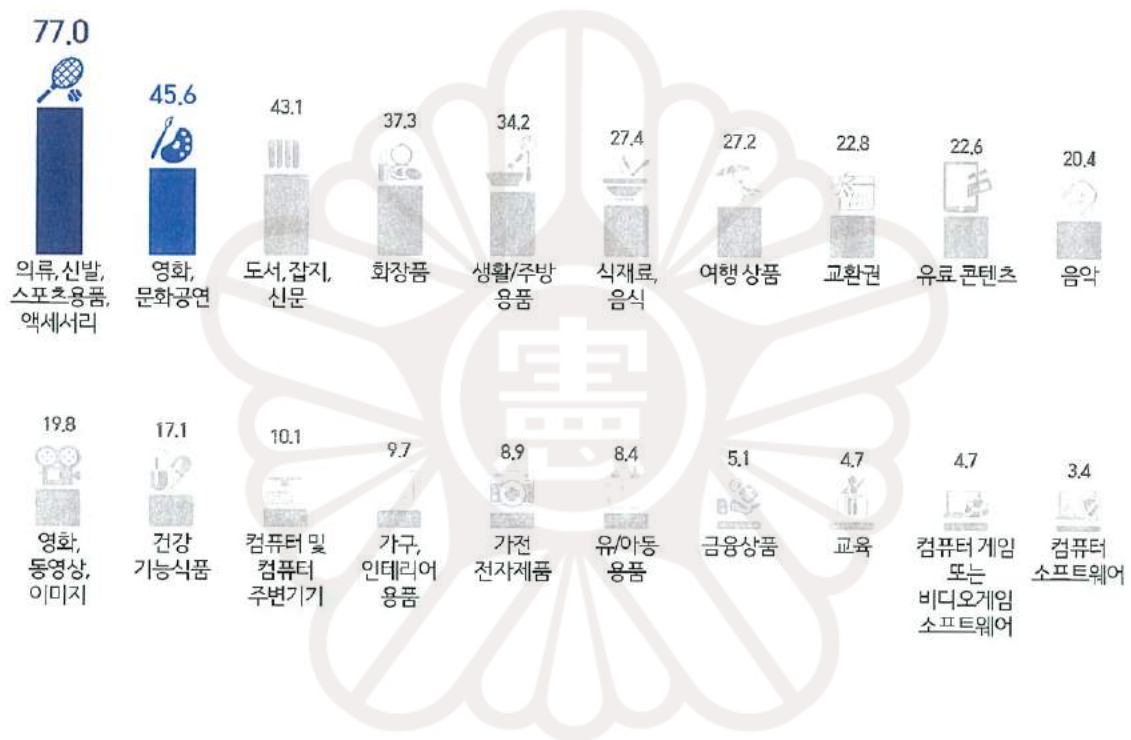 77.0
45.6
43.1
37.3
34.2
27.4
27.2
22.8
22.6
20.4
의류, 신발,
스포츠용품,
액세서리
영화,
문화공연
도서, 잡지,
신문
화장품
생활/주방
용품
식재료,
음식
여행 상품
교환권
유료 콘텐츠
음악
憲
19.8
17.1
10.1
9.7
8.9
8.4
5.1
4.7
4.7
3.4
영화,
동영상,
이미지
건강
기능식품
컴퓨터 및
컴퓨터
주변기기
가구,
인테리어
용품
가전
전자제품
유/아동
용품
금융상품
교육
컴퓨터 게임
또는
비디오게임
소프트웨어
컴퓨터
소프트웨어